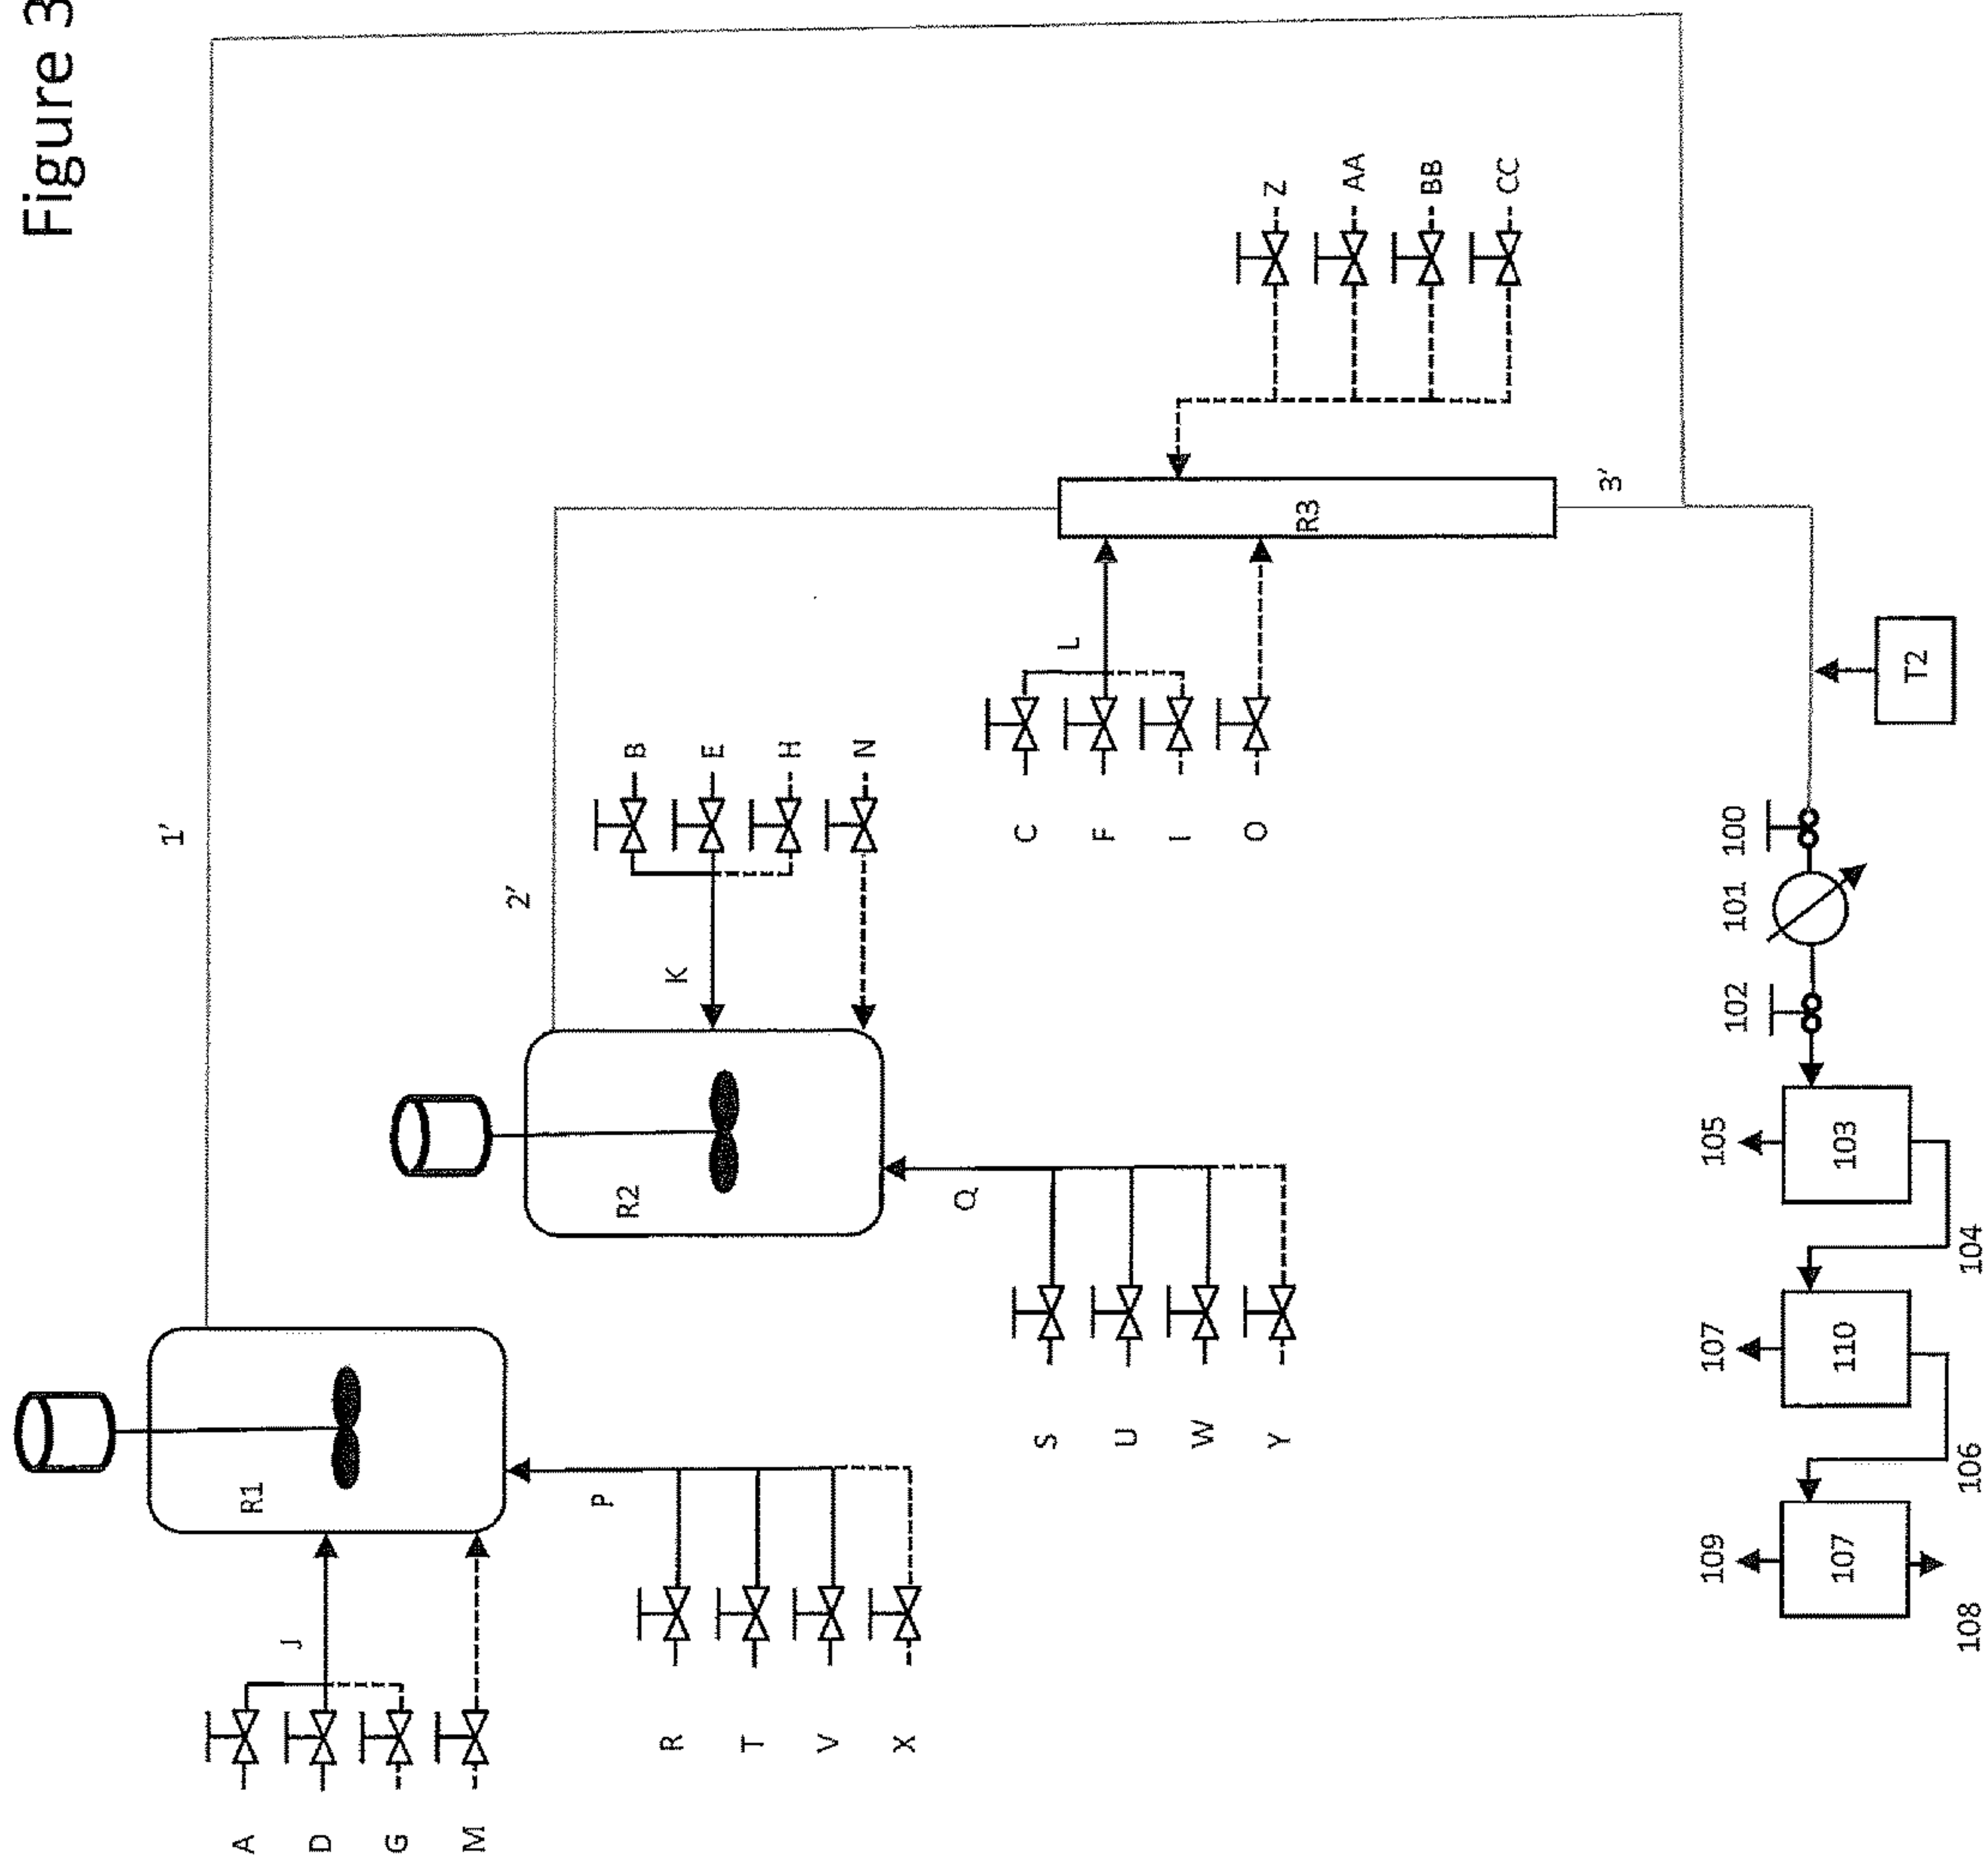 Figure 3
1'
2'
3'
R1
R2
R3
A
D
G
M
J
R
T
V
X
P
B
E
H
N
K
S
U
W
Y
Q
C
F
I
O
L
Z
AA
BB
CC
T2
100
101
102
103
105
104
110
107
106
107
109
108